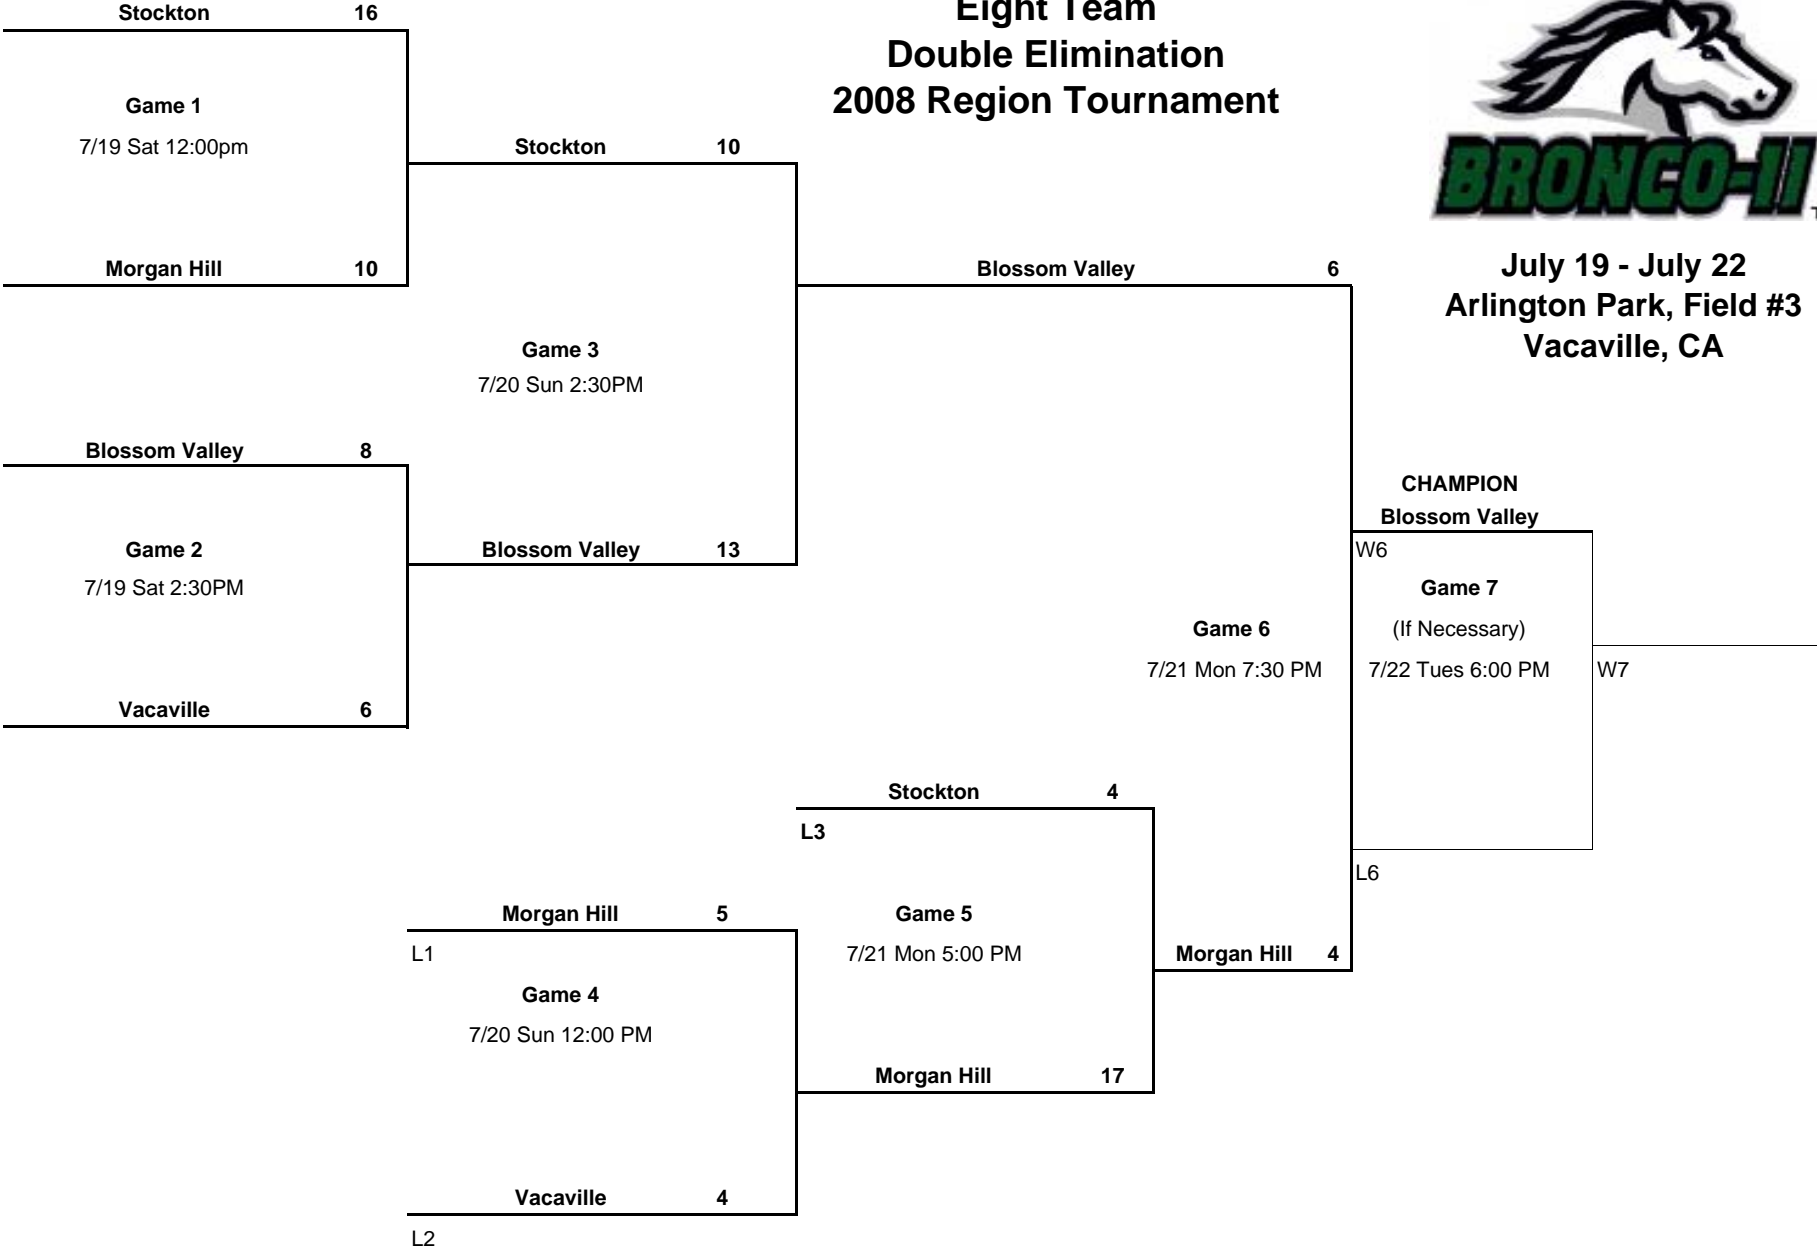 Stockton 16
Eight Team
Double Elimination
2008 Region Tournament
Game 1
7/19 Sat 12:00pm
Stockton 10
BRONCO-II
Morgan Hill 10
Blossom Valley 6
July 19 - July 22
Arlington Park, Field #3
Vacaville, CA
Game 3
7/20 Sun 2:30PM
Blossom Valley 8
CHAMPION
Blossom Valley
Game 2
Blossom Valley 13
W6
7/19 Sat 2:30PM
Game 7
Game 6
(If Necessary)
7/21 Mon 7:30 PM
7/22 Tues 6:00 PM
W7
Vacaville 6
Stockton 4
L3
L6
Morgan Hill 5
Game 5
L1
7/21 Mon 5:00 PM
Morgan Hill 4
Game 4
7/20 Sun 12:00 PM
Morgan Hill 17
Vacaville 4
L2